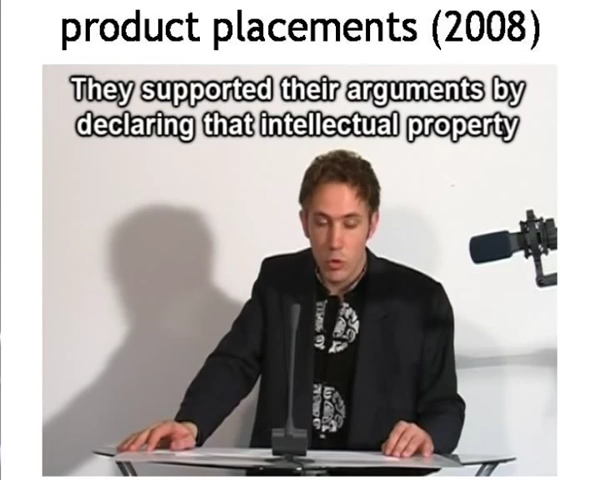 product placements (2008)
They supported their arguments by
declaring that intellectual property